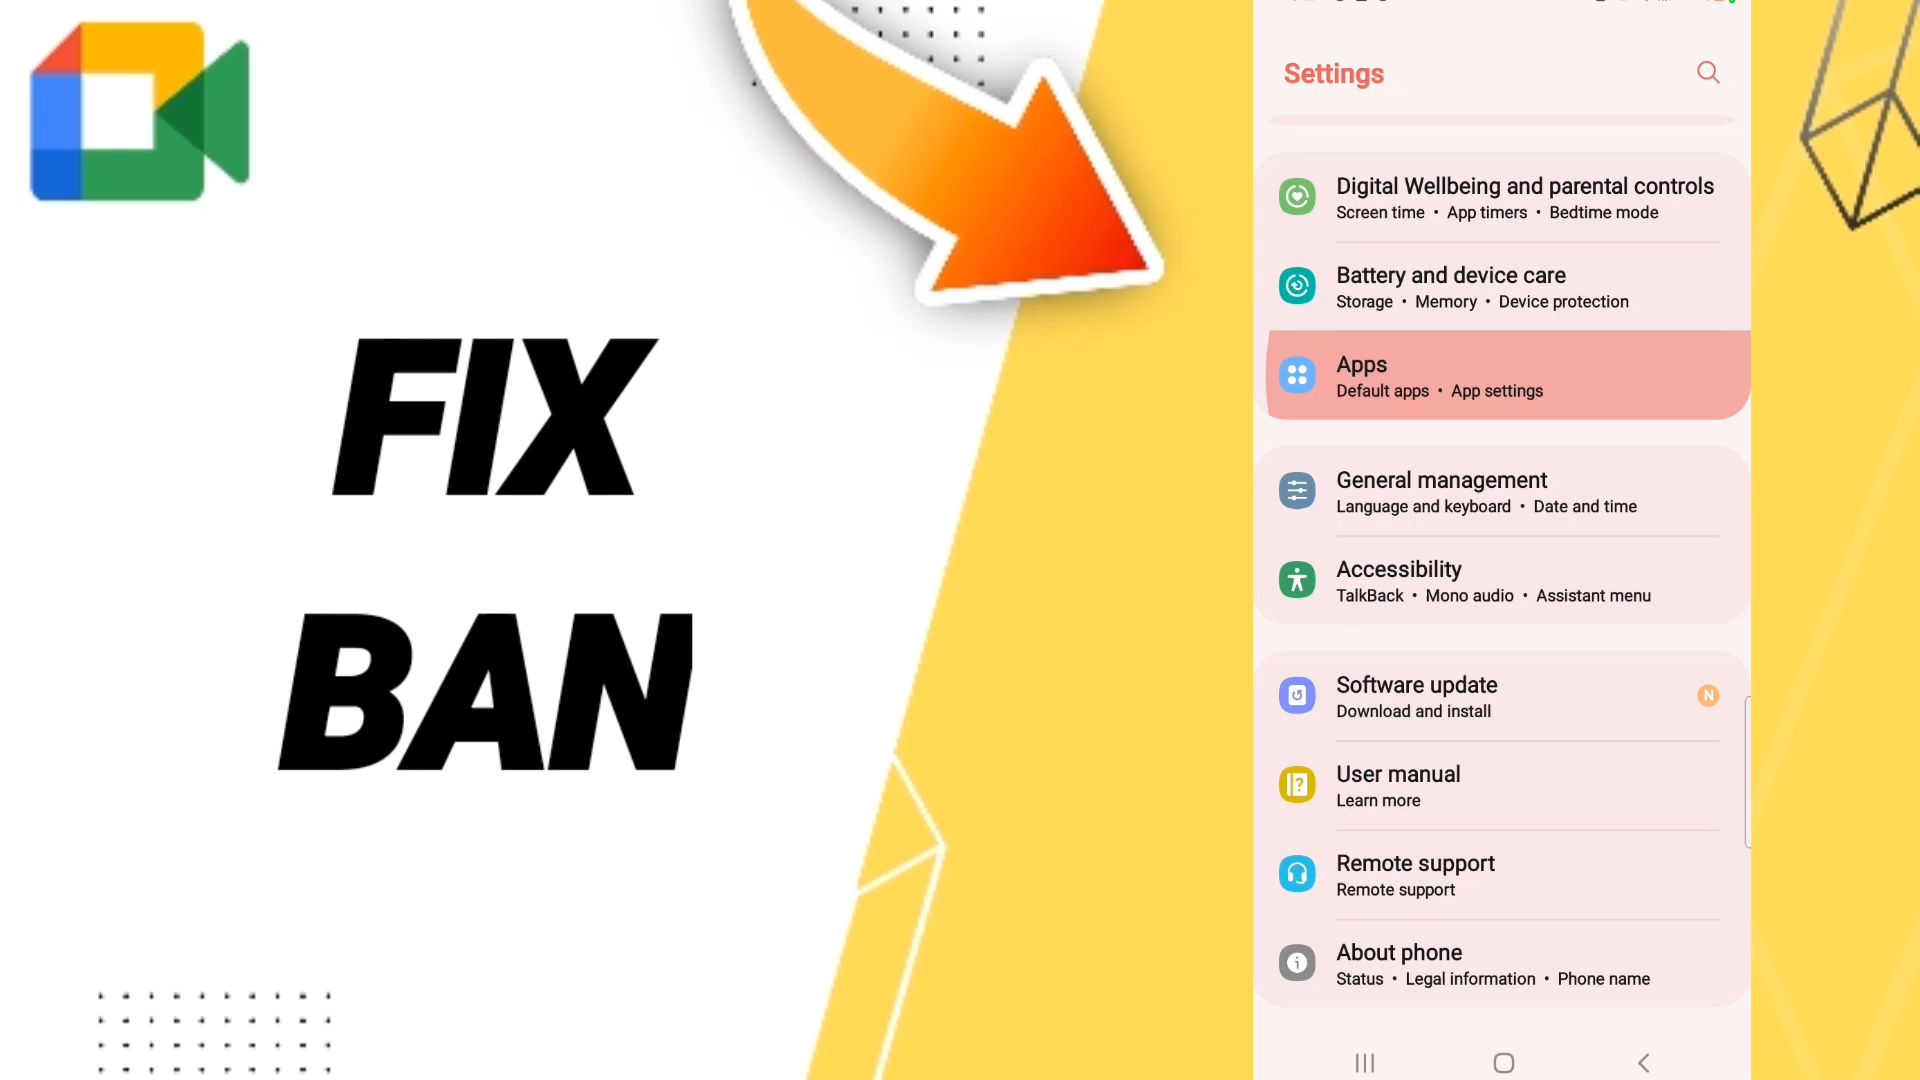 FIX
BAN
Settings
Digital Wellbeing and parental controls
Screen time • App timers • Bedtime mode
Battery and device care
Storage • Memory • Device protection
Apps
Default apps • App settings
General management
Language and keyboard • Date and time
Accessibility
TalkBack • Mono audio • Assistant menu
Software update
N
Download and install
User manual
Learn more
Remote support
Remote support
About phone
Status • Legal information • Phone name